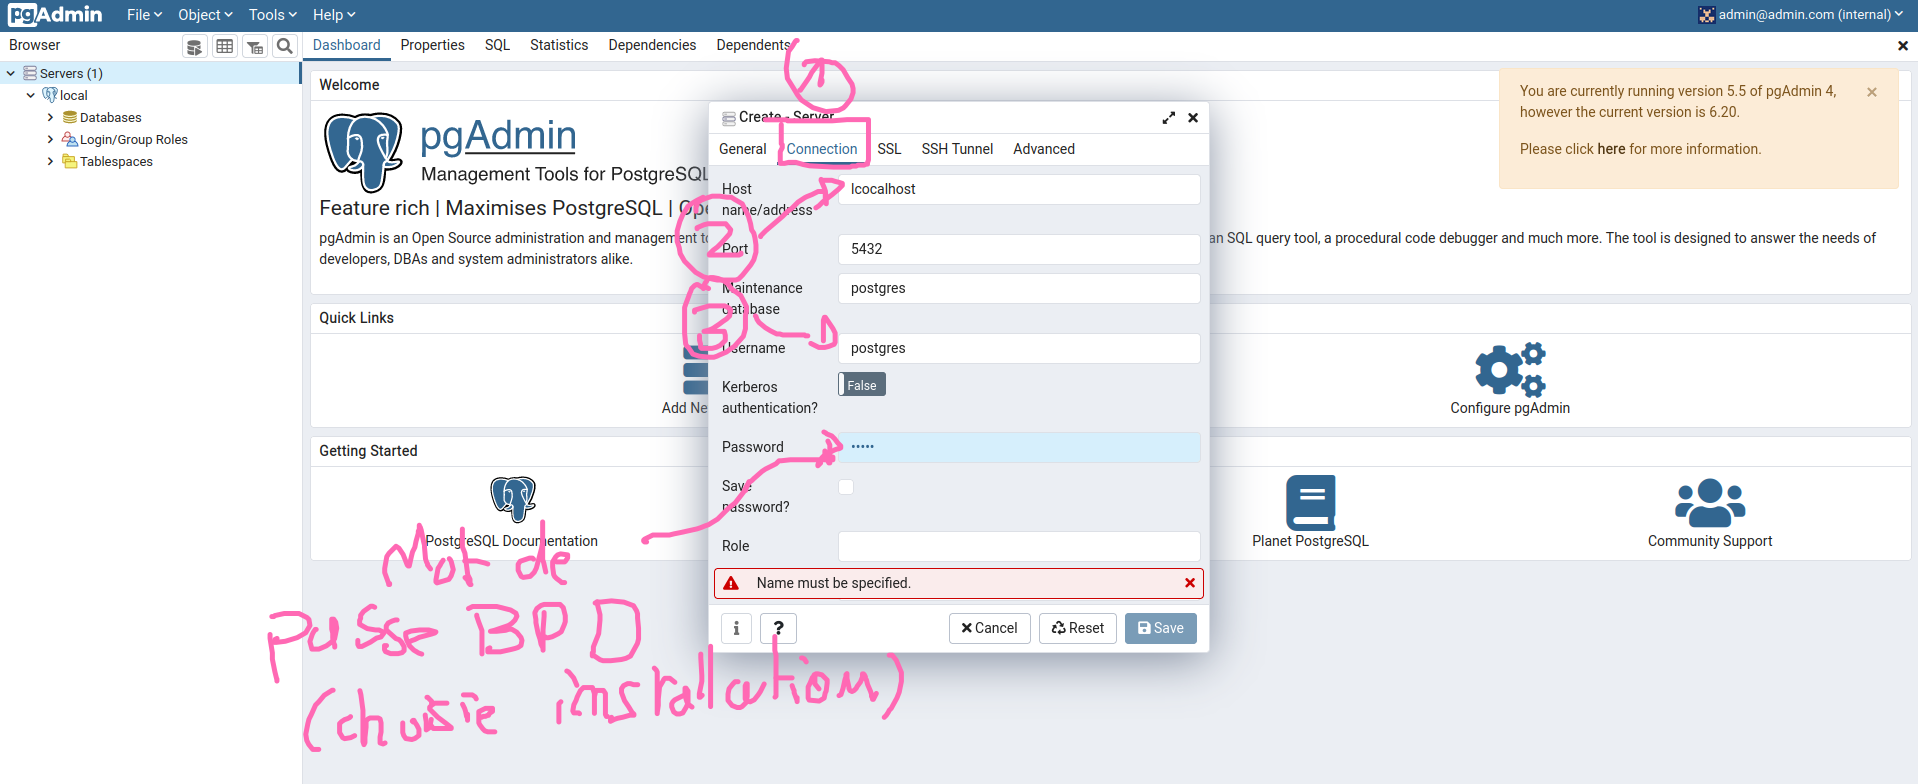 pgAdmin File Object Tools Help admin@admin.com (internal)
Browser Dashboard Properties SQL Statistics Dependencies Dependents
Servers (1)
local
Databases
Login/Group Roles
Tablespaces
Welcome
pgAdmin
Management Tools for PostgreSQL
Feature rich | Maximises PostgreSQL | Ope
pgAdmin is an Open Source administration and management to
an SQL query tool, a procedural code debugger and much more. The tool is designed to answer the needs of
developers, DBAs and system administrators alike.
You are currently running version 5.5 of pgAdmin 4,
however the current version is 6.20.
Please click here for more information.
Quick Links
Add Ne
Configure pgAdmin
Getting Started
PostgreSQL Documentation
Planet PostgreSQL
Community Support
Create - Server
General Connection SSL SSH Tunnel Advanced
Host
name/address
lcocalhost
Port
5432
Maintenance
database
postgres
Username
postgres
Kerberos
authentication?
False
Password
•••••
Save
password?
Role
Name must be specified.
i ? Cancel Reset Save
1
2
3
Mot de
passe BPD
(choisie installation)